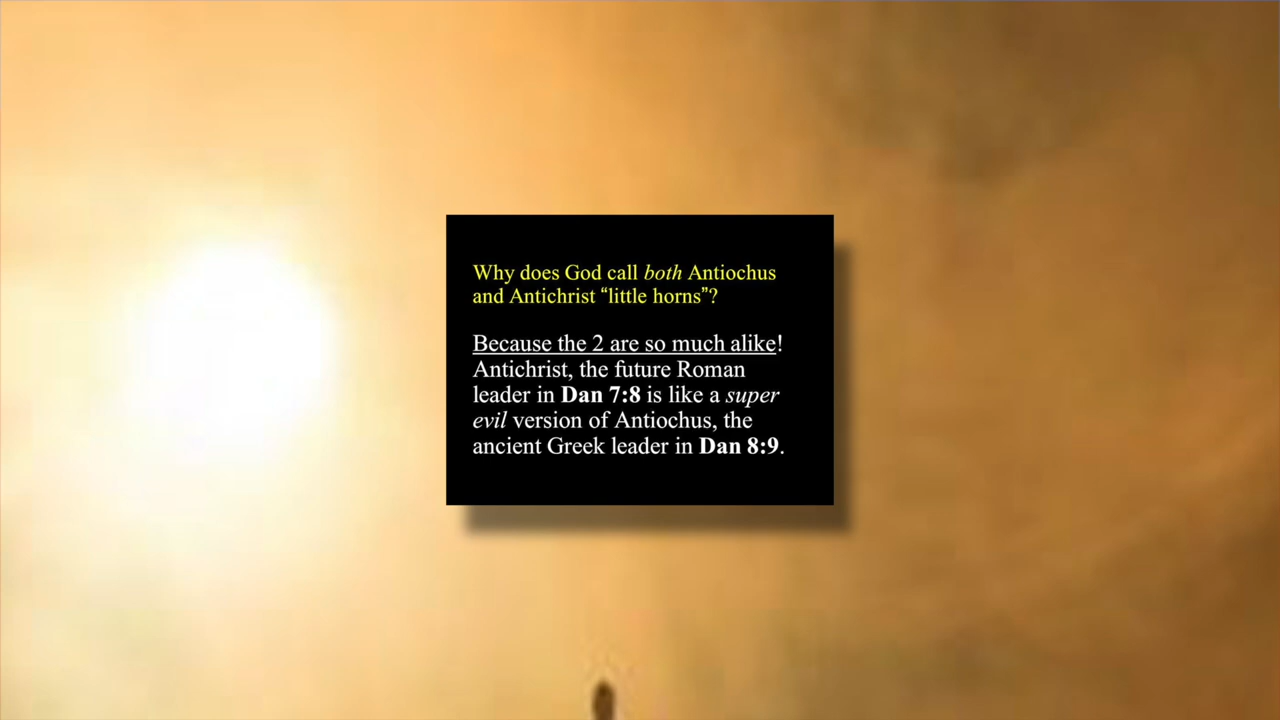 Why does God call both Antiochus
and Antichrist “little horns”?
Because the 2 are so much alike!
Antichrist, the future Roman
leader in Dan 7:8 is like a super
evil version of Antiochus, the
ancient Greek leader in Dan 8:9.